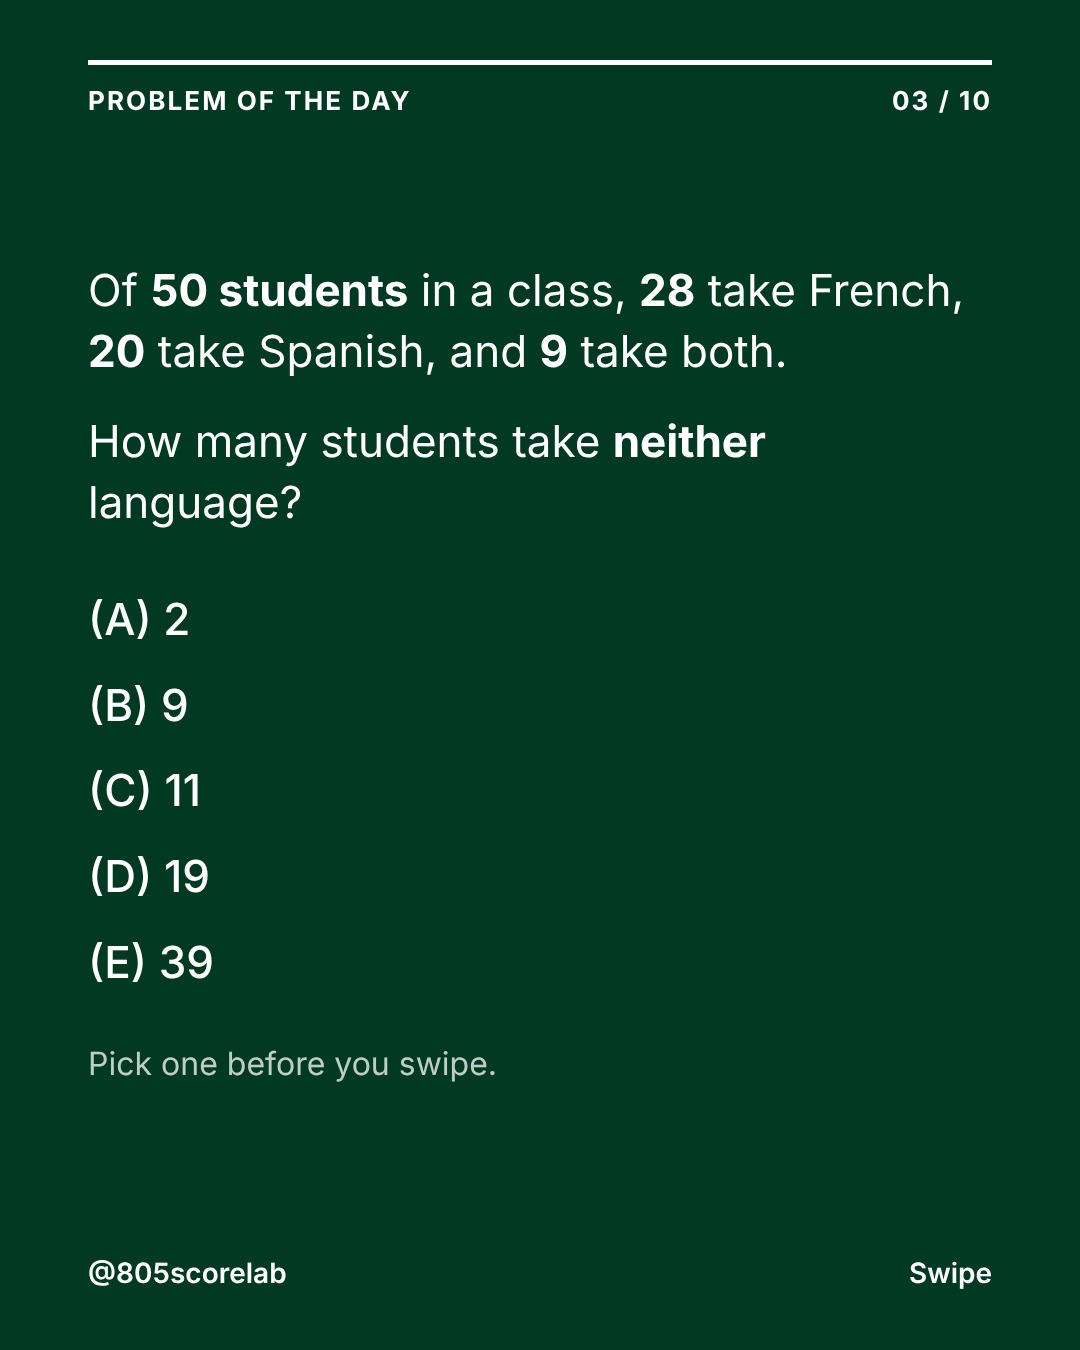 PROBLEM OF THE DAY
03 / 10
Of 50 students in a class, 28 take French,
20 take Spanish, and 9 take both.
How many students take neither
language?
(A) 2
(B) 9
(C) 11
(D) 19
(E) 39
Pick one before you swipe.
@805scorelab
Swipe